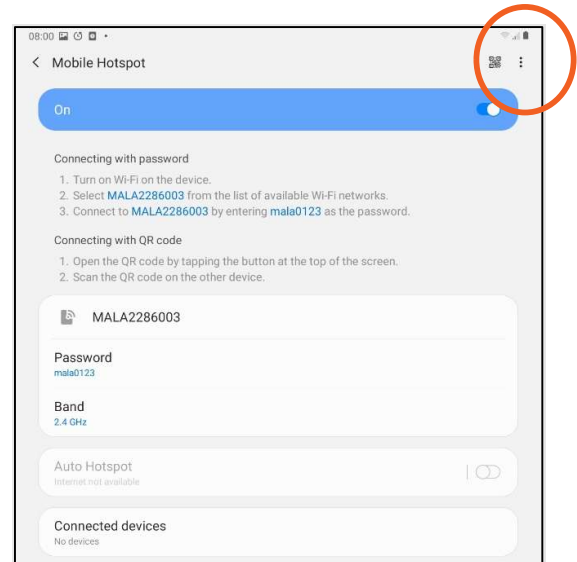 08:00
Mobile Hotspot
On
Connecting with password
1. Turn on Wi-Fi on the device.
2. Select MALA2286003 from the list of available Wi-Fi networks.
3. Connect to MALA2286003 by entering mala0123 as the password.
Connecting with QR code
1. Open the QR code by tapping the button at the top of the screen.
2. Scan the QR code on the other device.
MALA2286003
Password
mala0123
Band
2.4 GHz
Auto Hotspot
Internet not available
Connected devices
No devices